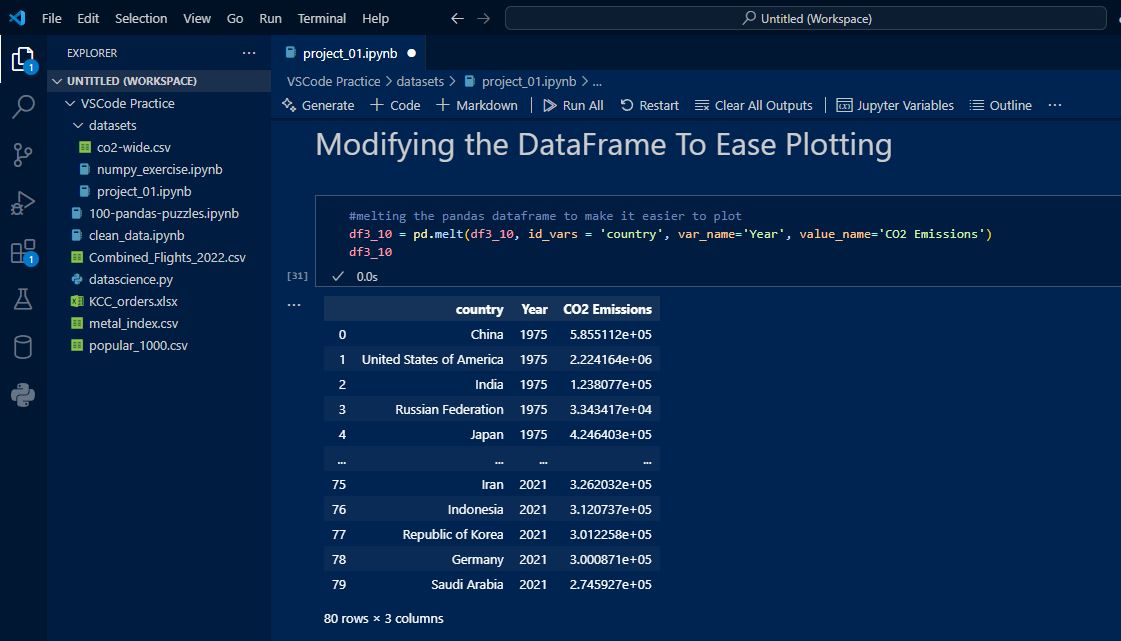 File Edit Selection View Go Run Terminal Help Untitled (Workspace)
EXPLORER ...
project_01.ipynb
1
UNTITLED (WORKSPACE)
VSCode Practice
datasets
co2-wide.csv
numpy_exercise.ipynb
project_01.ipynb
100-pandas-puzzles.ipynb
clean_data.ipynb
Combined_Flights_2022.csv
1
datascience.py
KCC_orders.xlsx
metal_index.csv
popular_1000.csv
VSCode Practice > datasets > project_01.ipynb > ...
Generate + Code + Markdown | Run All Restart Clear All Outputs | Jupyter Variables Outline ...
Modifying the DataFrame To Ease Plotting
#melting the pandas dataframe to make it easier to plot
df3_10 = pd.melt(df3_10, id_vars = 'country', var_name='Year', value_name='CO2 Emissions')
df3_10
[31] ✓ 0.0s
...
country Year CO2 Emissions
0 China 1975 5.855112e+05
1 United States of America 1975 2.224164e+06
2 India 1975 1.238077e+05
3 Russian Federation 1975 3.343417e+04
4 Japan 1975 4.246403e+05
... ... ... ...
75 Iran 2021 3.262032e+05
76 Indonesia 2021 3.120737e+05
77 Republic of Korea 2021 3.012258e+05
78 Germany 2021 3.000871e+05
79 Saudi Arabia 2021 2.745927e+05
80 rows × 3 columns